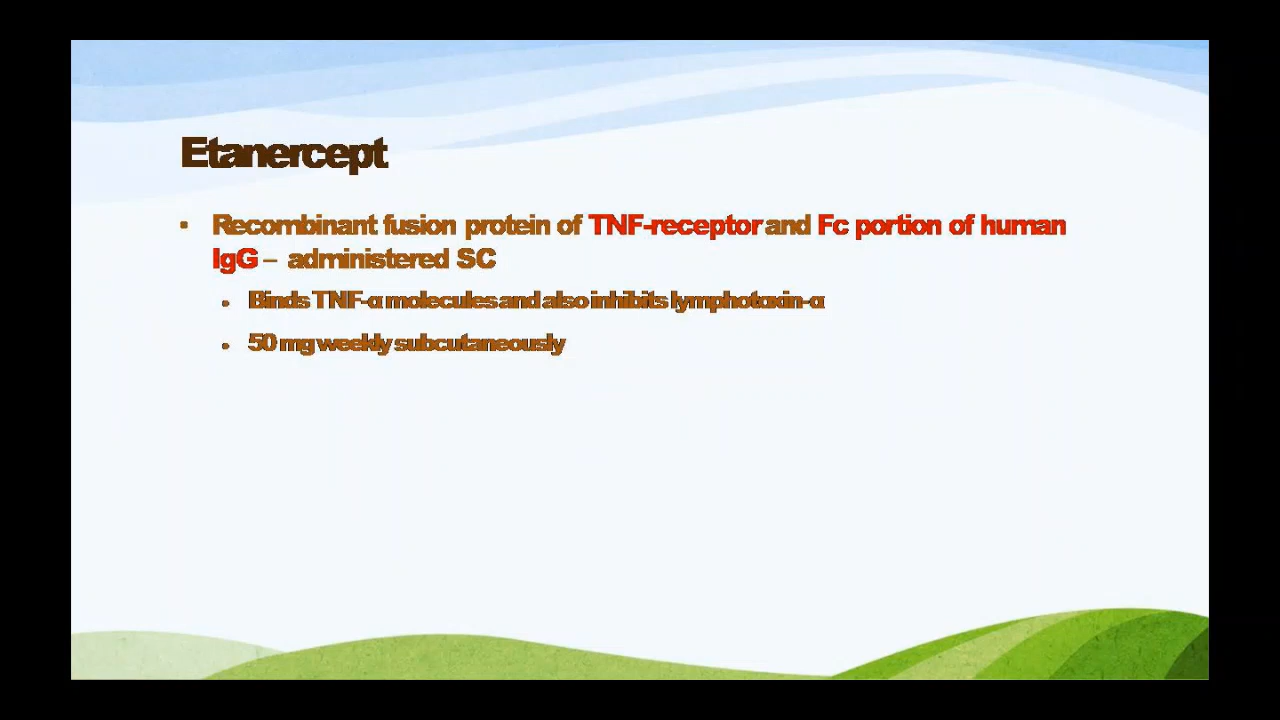 Etanercept
▪ Recombinant fusion protein of TNF-receptor and Fc portion of human
IgG – administered SC
• Binds TNF-α molecules and also inhibits lymphotoxin-α
• 50 mg weekly subcutaneously